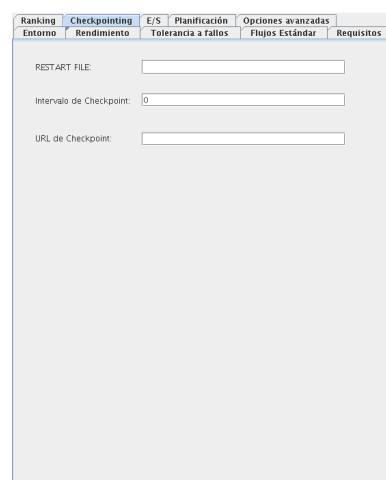 Ranking Checkpointing E/S Planificación Opciones avanzadas
Entorno Rendimiento Tolerancia a fallos Flujos Estándar Requisitos
RESTART FILE:
Intervalo de Checkpoint: 0
URL de Checkpoint: